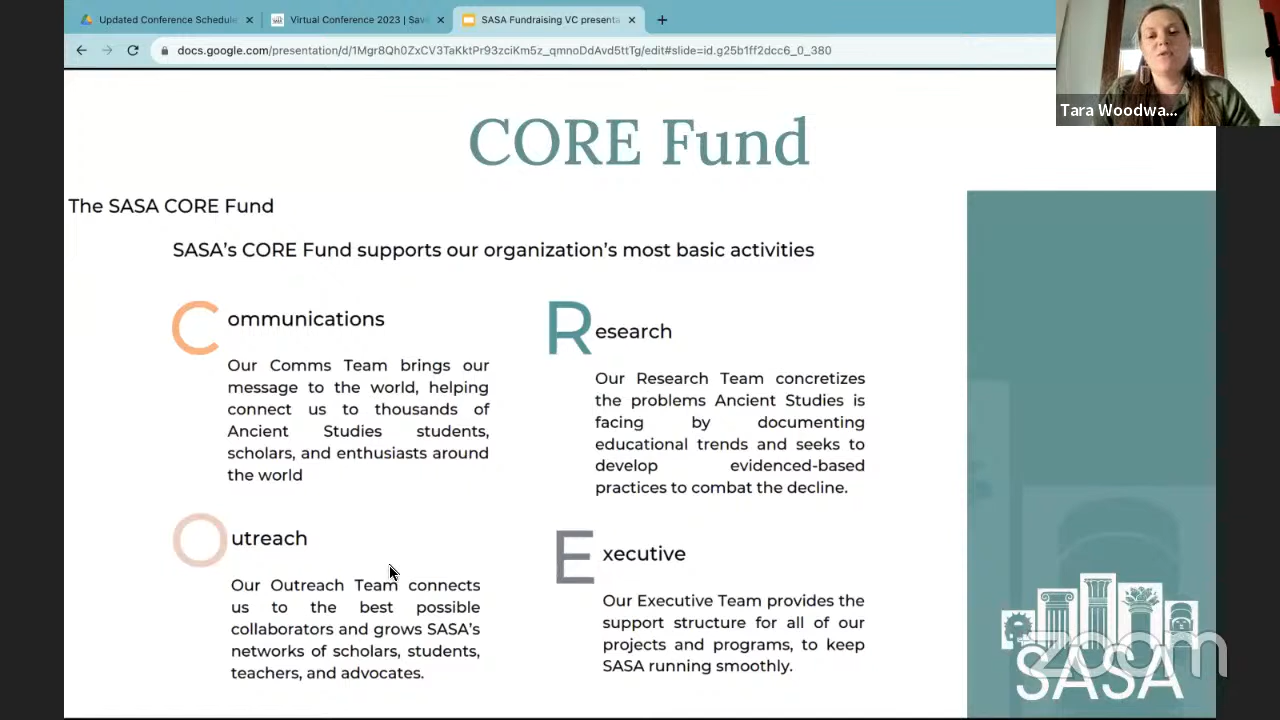 Updated Conference Schedule
Virtual Conference 2023 | Sav
SASA Fundraising VC presenta
docs.google.com/presentation/d/1Mgr8Qh0ZxCV3TaKktPr93zciKm5z_qmnoDdAvd5ttTg/edit#slide=id.g25b1ff2dcc6_0_380
Tara Woodwa...
CORE Fund
The SASA CORE Fund
SASA's CORE Fund supports our organization's most basic activities
Communications
Our Comms Team brings our
message to the world, helping
connect us to thousands of
Ancient Studies students,
scholars, and enthusiasts around
the world
Research
Our Research Team concretizes
the problems Ancient Studies is
facing by documenting
educational trends and seeks to
develop evidenced-based
practices to combat the decline.
Outreach
Our Outreach Team connects
us to the best possible
collaborators and grows SASA's
networks of scholars, students,
teachers, and advocates.
Executive
Our Executive Team provides the
support structure for all of our
projects and programs, to keep
SASA running smoothly.
zoom
SASA